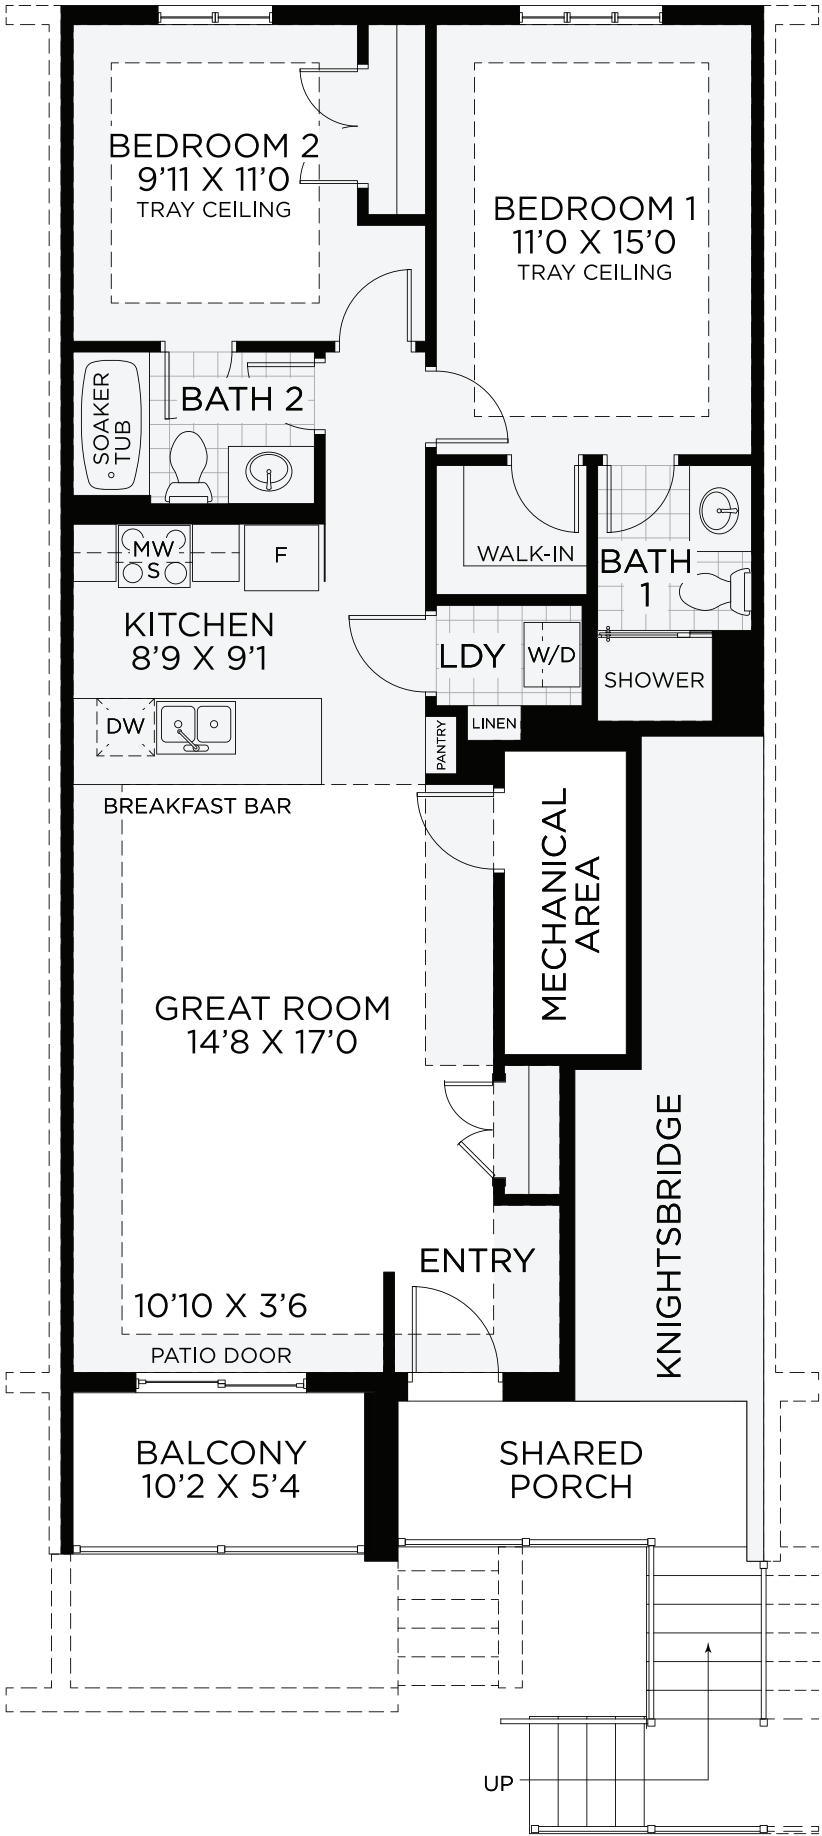 BEDROOM 2
9'11 X 11'0
TRAY CEILING
BEDROOM 1
11'0 X 15'0
TRAY CEILING
SOAKER
TUB
BATH 2
MW
S
F
WALK-IN
BATH
1
KITCHEN
8'9 X 9'1
LDY
W/D
SHOWER
DW
PANTRY
LINEN
BREAKFAST BAR
MECHANICAL
AREA
GREAT ROOM
14'8 X 17'0
KNIGHTSBRIDGE
ENTRY
10'10 X 3'6
PATIO DOOR
BALCONY
10'2 X 5'4
SHARED
PORCH
UP